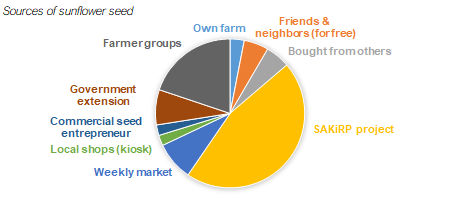 Sources of sunflower seed
Own farm
Friends &
neighbors (for free)
Bought from others
SAKiRP project
Weekly market
Local shops (kiosk)
Commercial seed
entrepreneur
Government
extension
Farmer groups